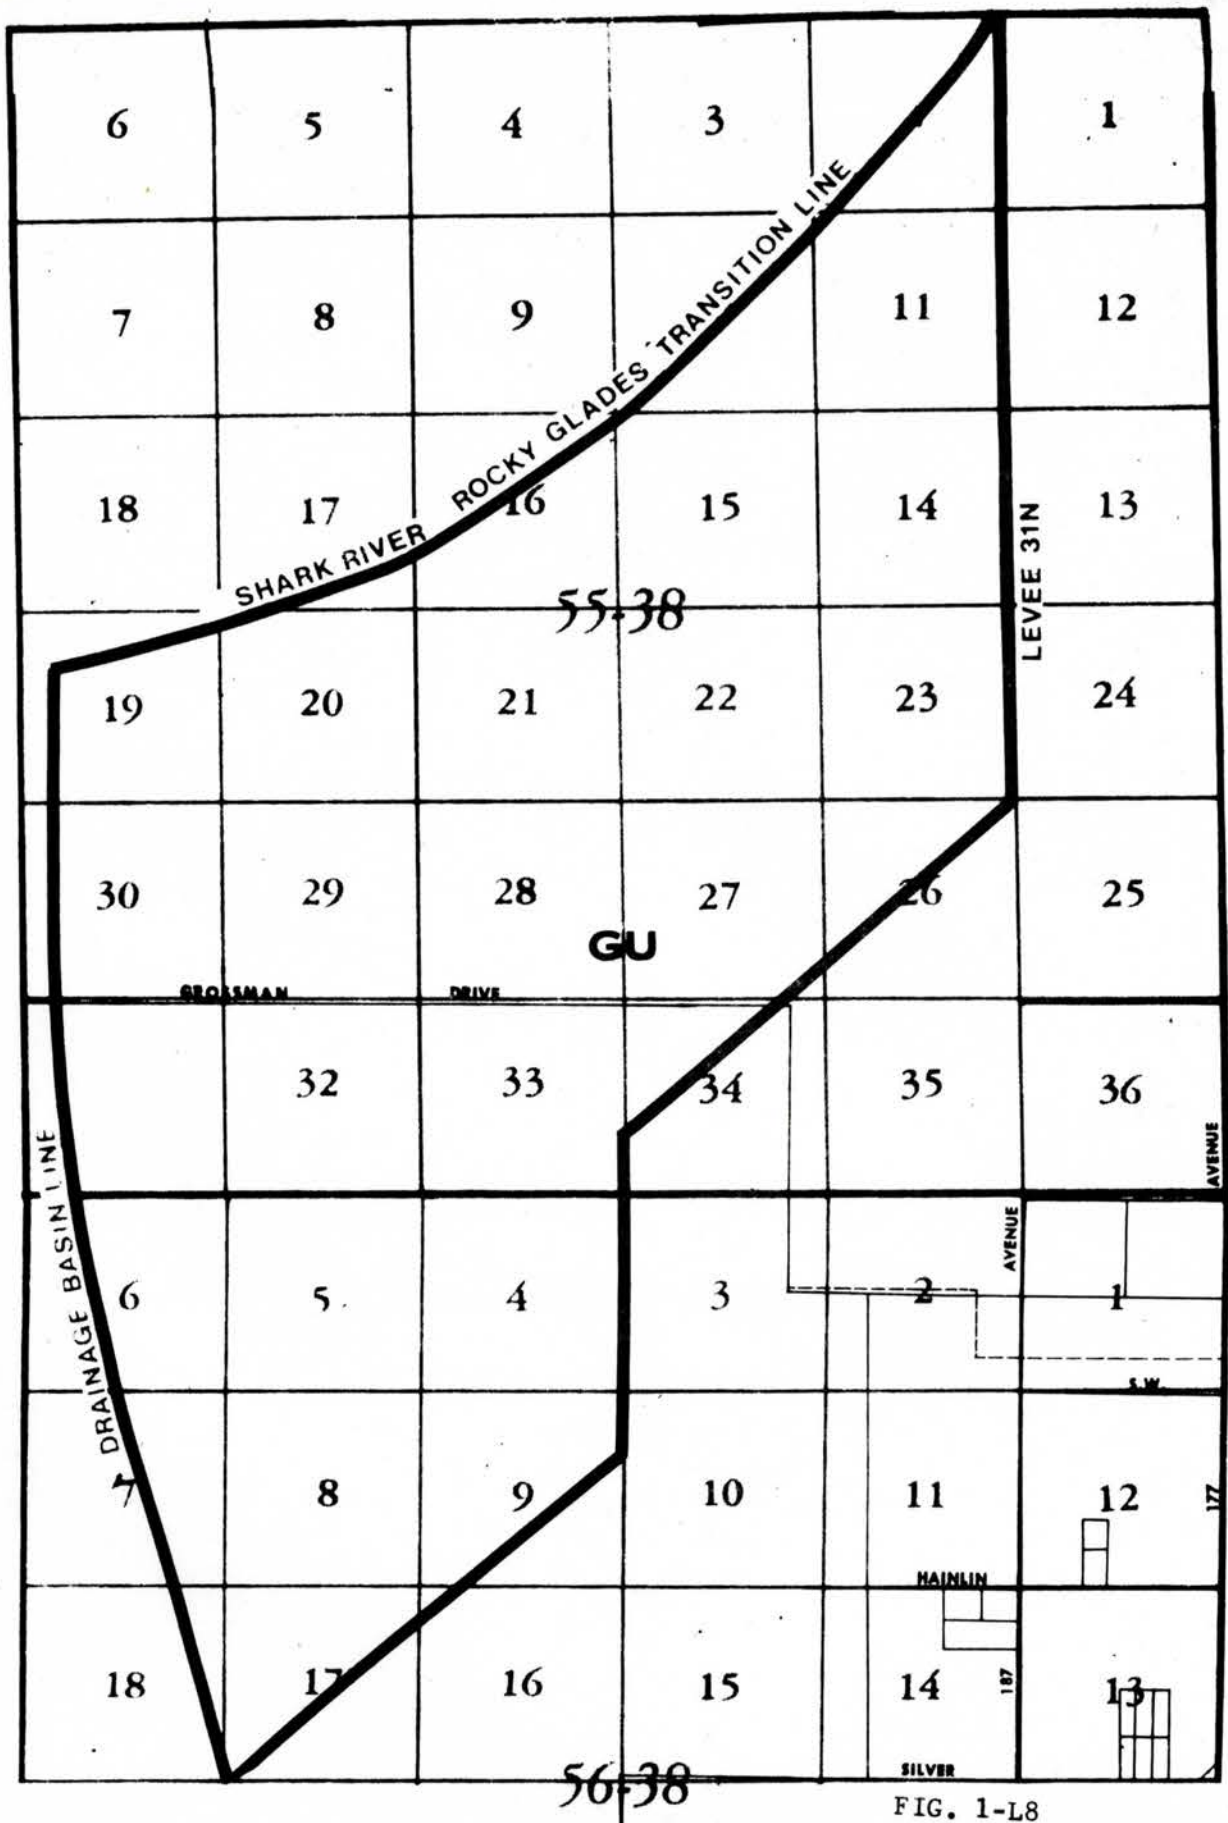 6 5 4 3 1
SHARK RIVER ROCKY GLADES TRANSITION LINE
7 8 9 11 12
18 17 16 15 14 13
LEVEE 31N
55-38
19 20 21 22 23 24
30 29 28 27 26 25
GU
GROSSMAN DRIVE
32 33 34 35 36
AVENUE
DRAINAGE BASIN LINE
AVENUE
6 5 4 3 2 1
S.W.
7 8 9 10 11 12
177
HAINLIN
18 17 16 15 14 13
187
SILVER
56-38
FIG. 1-L8